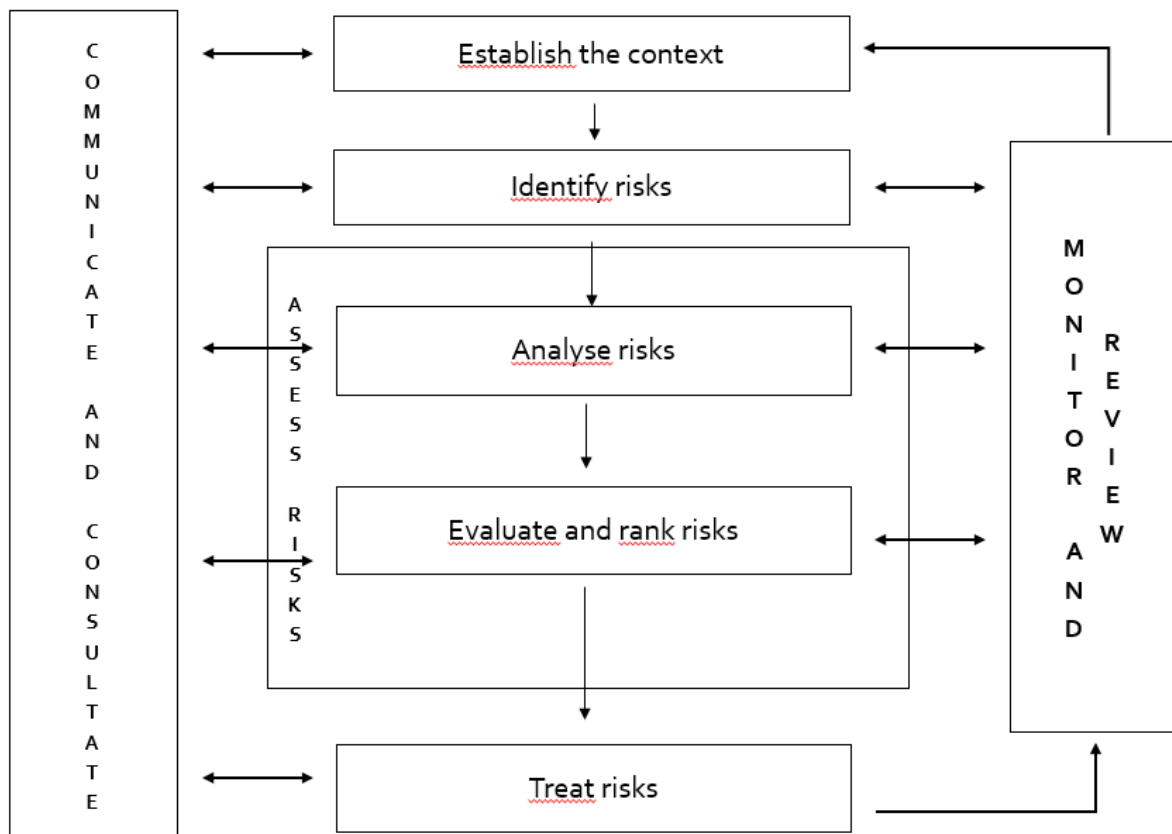 COMMUNICATE AND CONSULTATE
Establish the context
Identify risks
ASSESS RISKS
Analyse risks
Evaluate and rank risks
Treat risks
MONITOR AND
REVIEW